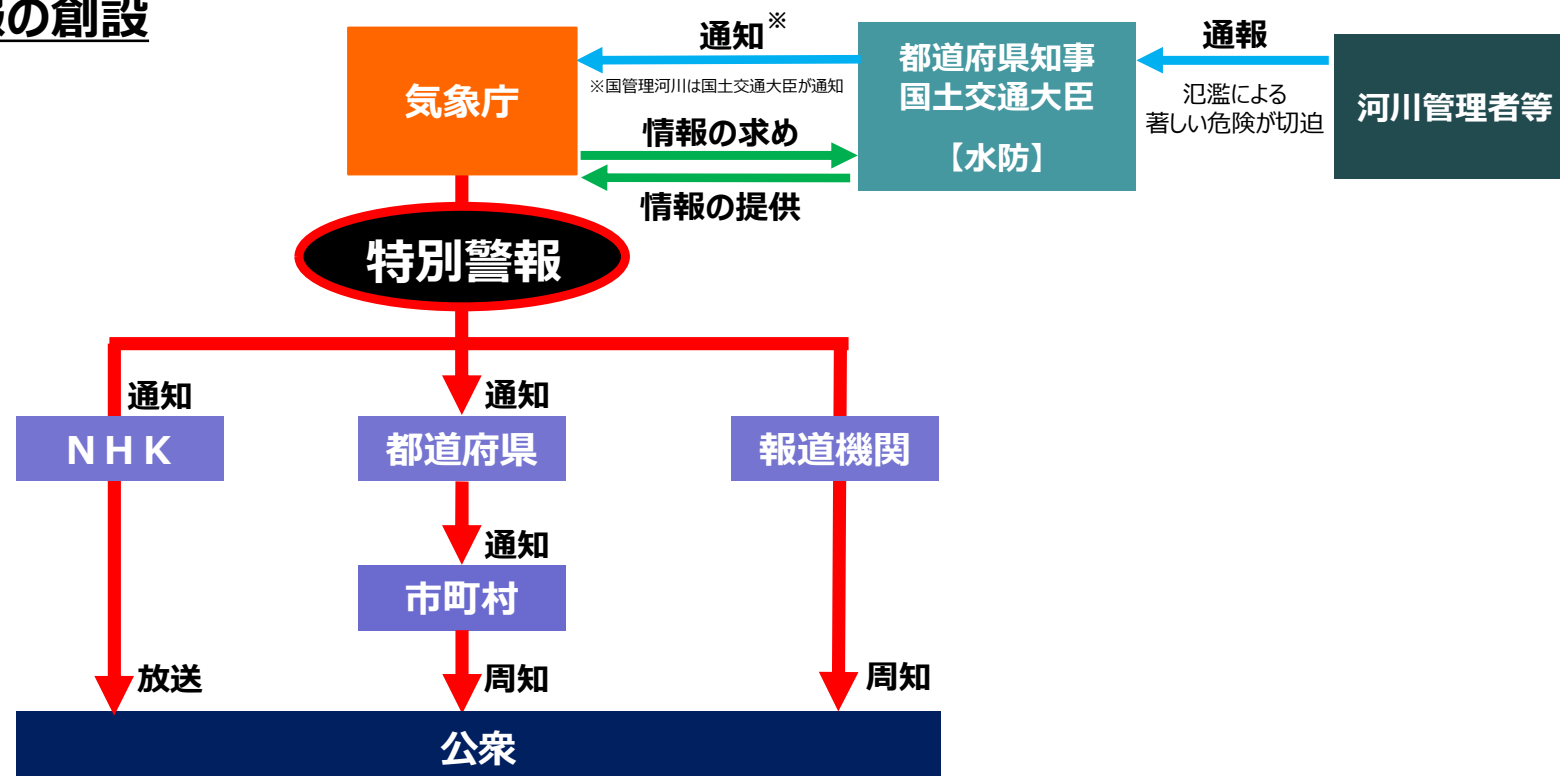 報の創設
通知※
※国管理河川は国土交通大臣が通知
通報
氾濫による
著しい危険が切迫
気象庁
都道府県知事
国土交通大臣
【水防】
河川管理者等
情報の求め
情報の提供
特別警報
通知
通知
ＮＨＫ
都道府県
報道機関
通知
市町村
放送
周知
周知
公衆